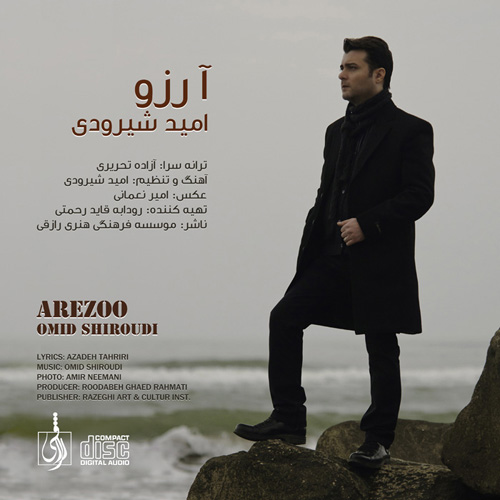 آرزو
امید شیرودی
ترانه سرا: آزاده تحریری
آهنگ و تنظیم: امید شیرودی
عکس: امیر نعمانی
تهیه کننده: رودابه قاید رحمتی
ناشر: موسسه فرهنگی هنری رازقی
AREZOO
OMID SHIROUDI
LYRICS: AZADEH TAHRIRI
MUSIC: OMID SHIROUDI
PHOTO: AMIR NEEMANI
PRODUCER: ROODABEH GHAED RAHMATI
PUBLISHER: RAZEGHI ART & CULTUR INST.
COMPACT
disc
DIGITAL AUDIO